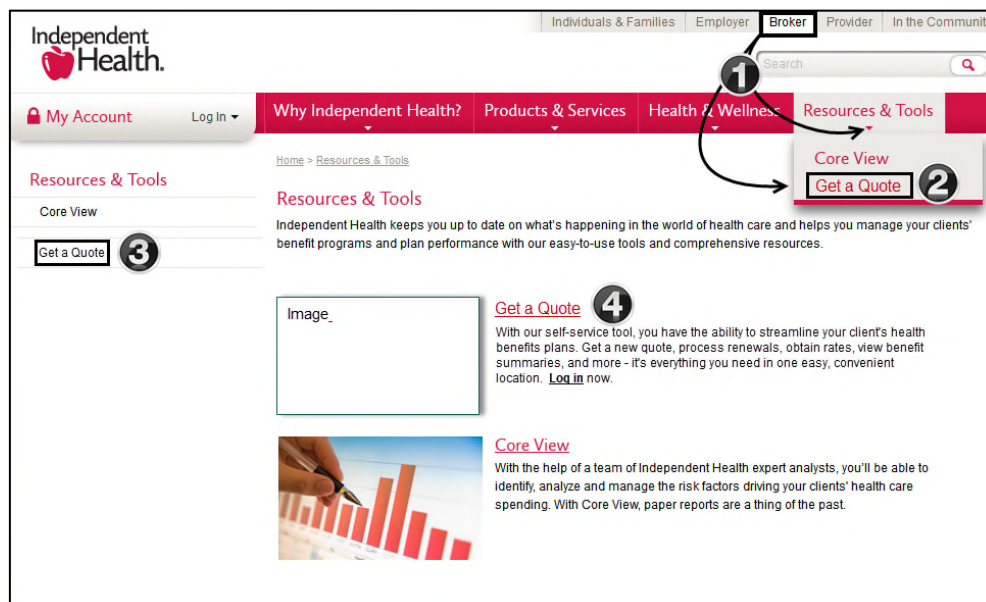 Individuals & Families Employer Broker Provider In the Communit
Independent
Health.
Search
1
My Account Log In
Why Independent Health? Products & Services Health & Wellness Resources & Tools
Core View
Get a Quote 2
Home > Resources & Tools
Resources & Tools
Core View
Get a Quote 3
Resources & Tools
Independent Health keeps you up to date on what's happening in the world of health care and helps you manage your clients'
benefit programs and plan performance with our easy-to-use tools and comprehensive resources.
Image
Get a Quote 4
With our self-service tool, you have the ability to streamline your client's health
benefits plans. Get a new quote, process renewals, obtain rates, view benefit
summaries, and more - it's everything you need in one easy, convenient
location. Log in now.
Core View
With the help of a team of Independent Health expert analysts, you'll be able to
identify, analyze and manage the risk factors driving your clients' health care
spending. With Core View, paper reports are a thing of the past.